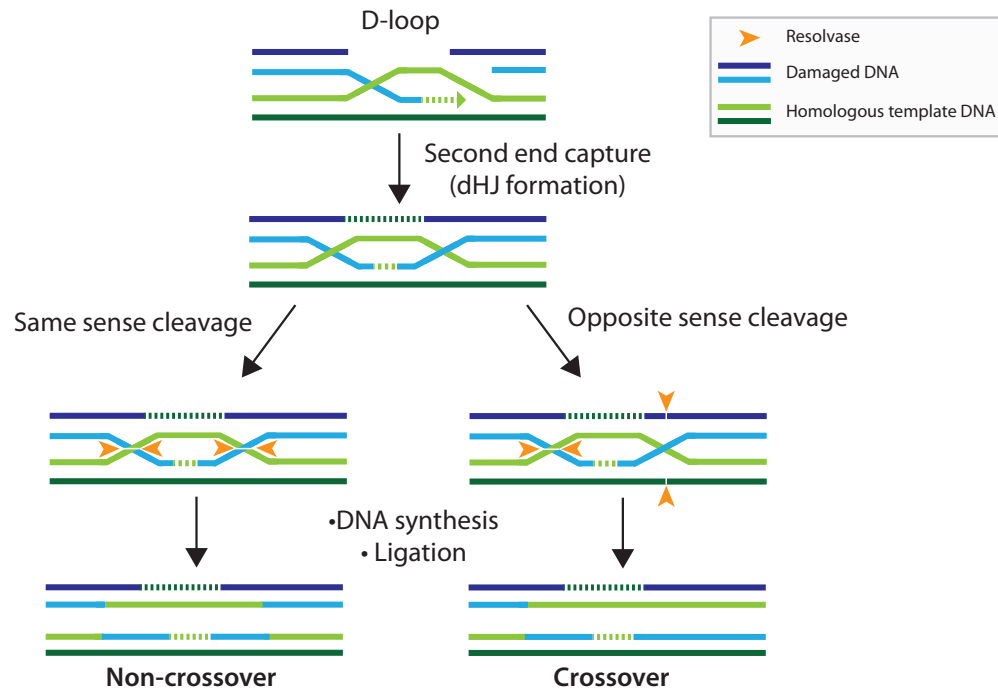 D-loop
Resolvase
Damaged DNA
Homologous template DNA
Second end capture
(dHJ formation)
Same sense cleavage
Opposite sense cleavage
•DNA synthesis
• Ligation
Non-crossover
Crossover